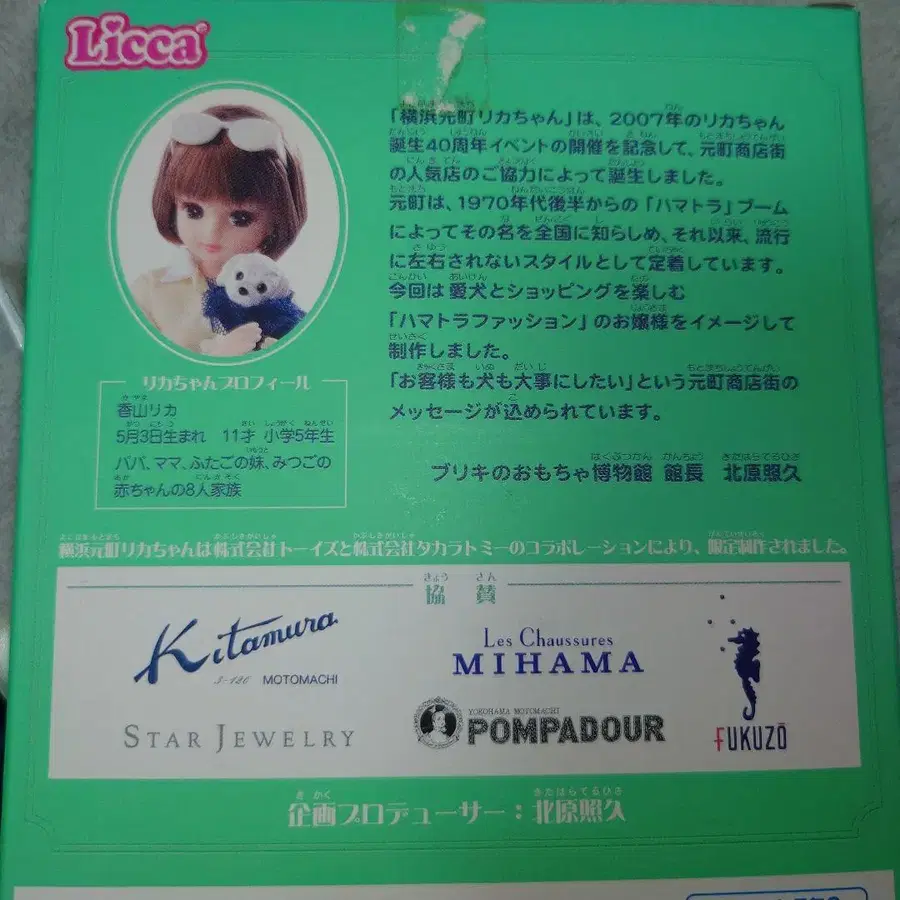 Licca
「横浜元町リカちゃん」は、2007年のリカちゃん
誕生40周年イベントの開催を記念して、元町商店街
の人気店のご協力によって誕生しました。
元町は、1970年代後半からの「ハマトラ」ブーム
によってその名を全国に知らしめ、それ以来、流行
に左右されないスタイルとして定着しています。
今回は愛犬とショッピングを楽しむ
「ハマトラファッション」のお嬢様をイメージして
制作しました。
「お客様も犬も大事にしたい」という元町商店街の
メッセージが込められています。
ブリキのおもちゃ博物館 館長 北原照久
リカちゃんプロフィール
香山リカ
5月3日生まれ 11才 小学5年生
パパ、ママ、ふたごの妹、みつごの
赤ちゃんの8人家族
横浜元町リカちゃんは株式会社トーイズと株式会社タカラトミーのコラボレーションにより、限定制作されました。
協賛
Kitamura
MOTOMACHI
Les Chaussures
MIHAMA
STAR JEWELRY
YOKOHAMA MOTOMACHI
POMPADOUR
FUKUZO
企画プロデューサー:北原照久